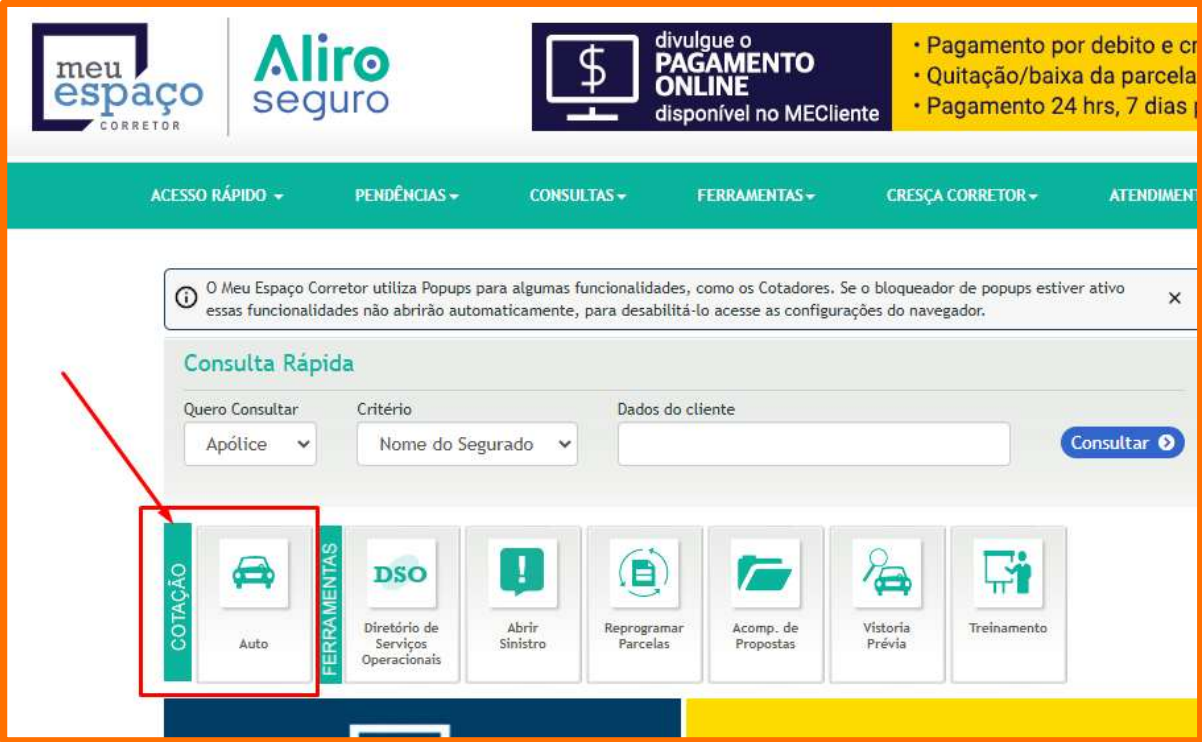 meu
espaço
CORRETOR
Aliro
seguro
$
divulgue o
PAGAMENTO
ONLINE
disponível no MECliente
• Pagamento por debito e cr
• Quitação/baixa da parcela
• Pagamento 24 hrs, 7 dias p
ACESSO RÁPIDO
PENDÊNCIAS
CONSULTAS
FERRAMENTAS
CRESÇA CORRETOR
ATENDIMENT
O Meu Espaço Corretor utiliza Popups para algumas funcionalidades, como os Cotadores. Se o bloqueador de popups estiver ativo
essas funcionalidades não abrirão automaticamente, para desabilitá-lo acesse as configurações do navegador.
Consulta Rápida
Quero Consultar
Critério
Dados do cliente
Apólice
Nome do Segurado
Consultar
COTAÇÃO
Auto
FERRAMENTAS
DSO
Diretório de
Serviços
Operacionais
Abrir
Sinistro
Reprogramar
Parcelas
Acomp. de
Propostas
Vistoria
Prévia
Treinamento